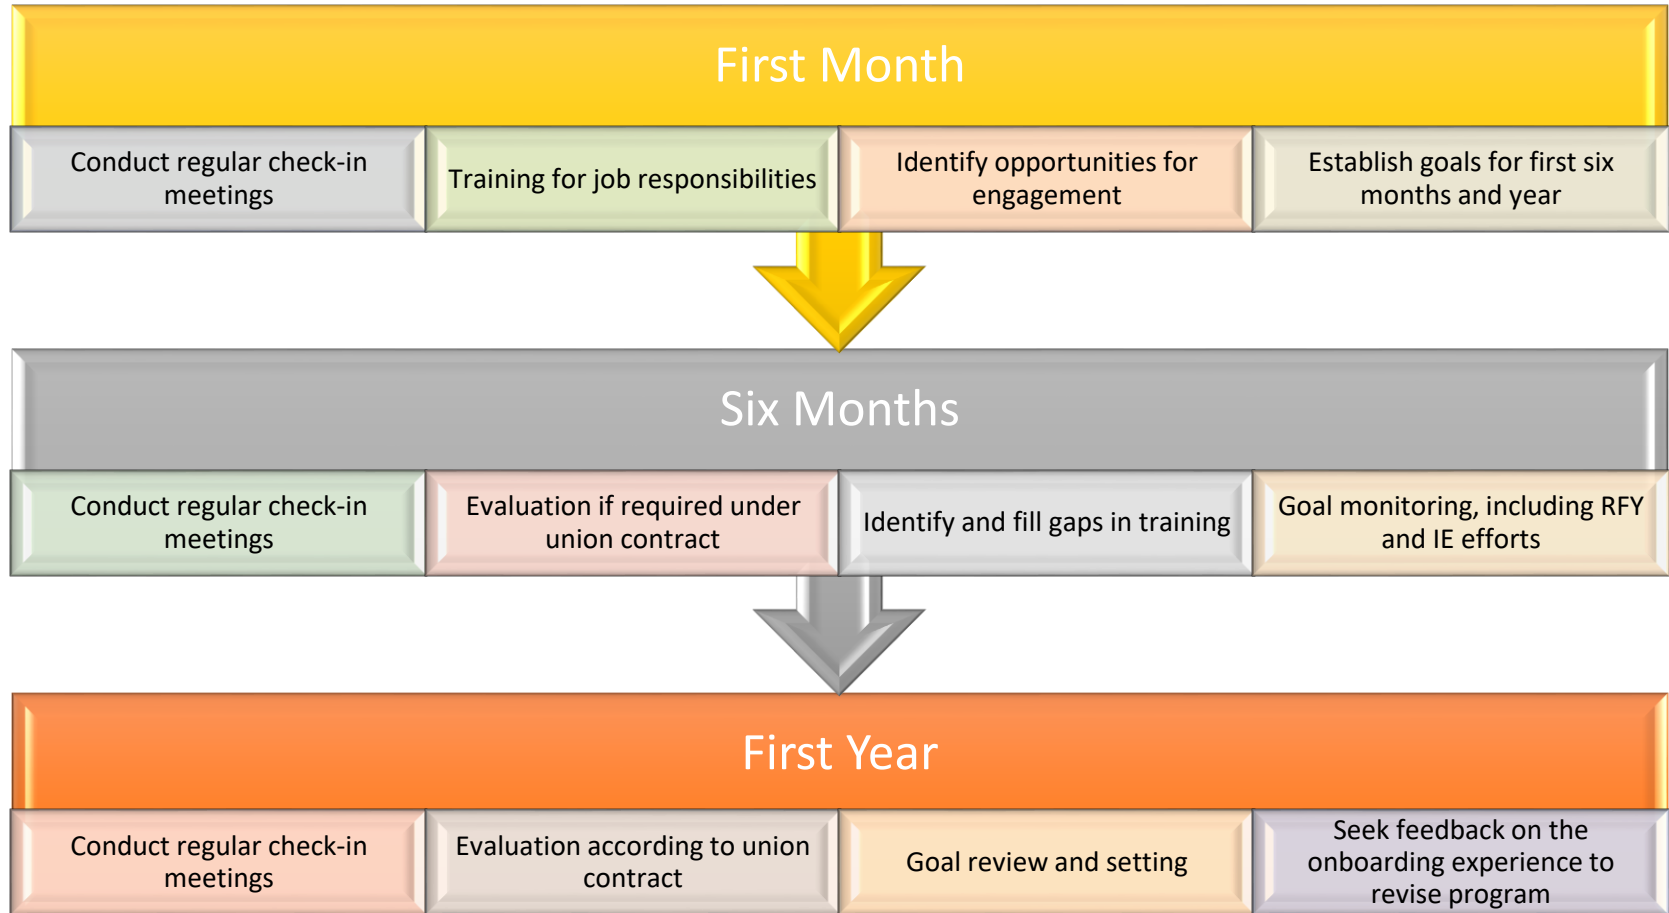 First Month
Conduct regular check-in
meetings
Training for job responsibilities
Identify opportunities for
engagement
Establish goals for first six
months and year
Six Months
Conduct regular check-in
meetings
Evaluation if required under
union contract
Identify and fill gaps in training
Goal monitoring, including RFY
and IE efforts
First Year
Conduct regular check-in
meetings
Evaluation according to union
contract
Goal review and setting
Seek feedback on the
onboarding experience to
revise program